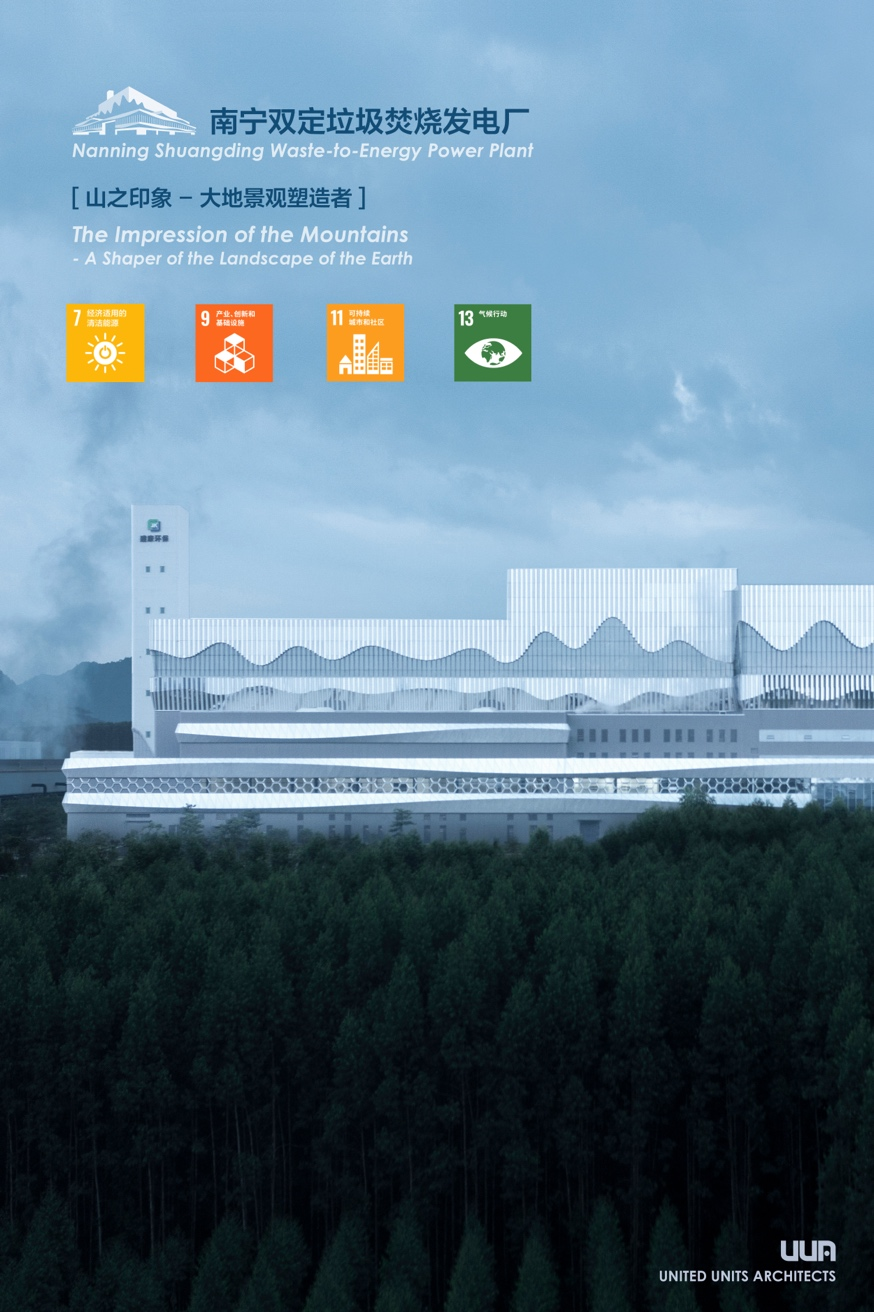 南宁双定垃圾焚烧发电厂
Nanning Shuangding Waste-to-Energy Power Plant
[ 山之印象 – 大地景观塑造者 ]
The Impression of the Mountains
- A Shaper of the Landscape of the Earth
7 经济适用的
清洁能源
9 产业、创新和
基础设施
11 可持续
城市和社区
13 气候行动
环保
UUA
UNITED UNITS ARCHITECTS